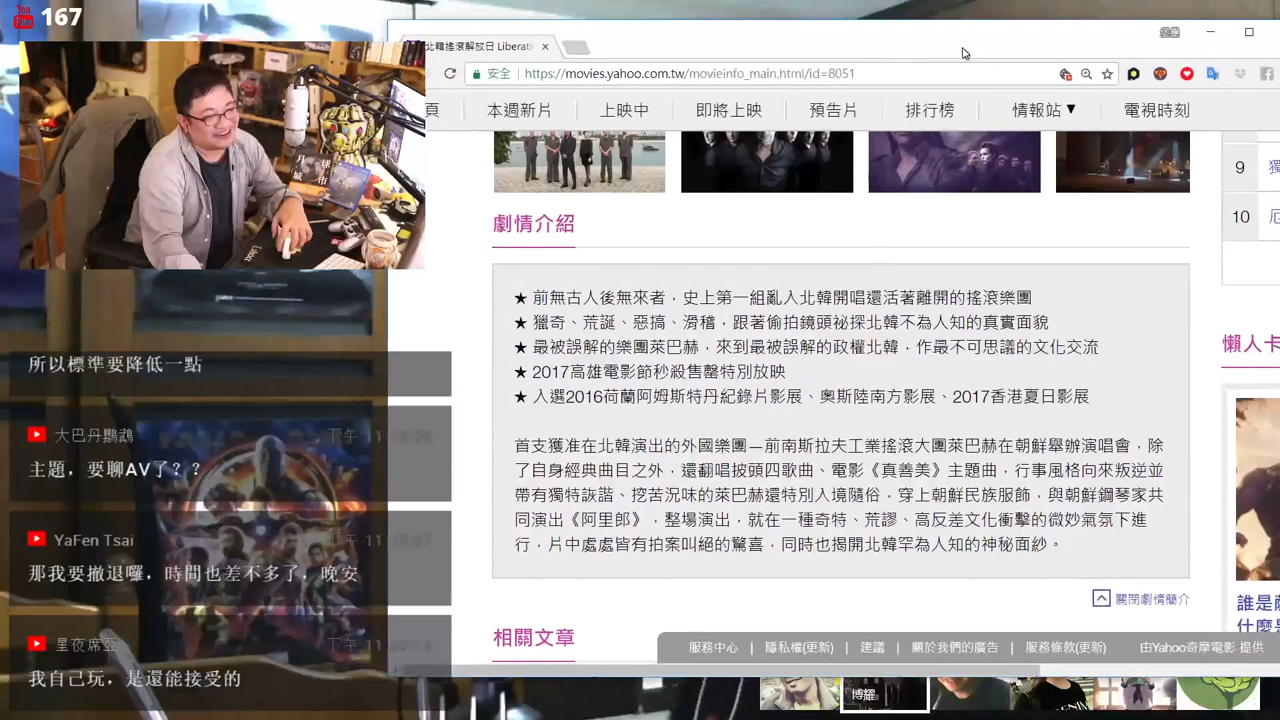 You Tube
167
北韓搖滾解放日 Liberati
安全
https://movies.yahoo.com.tw/movieinfo_main.html/id=8051
頁
本週新片
上映中
即將上映
預告片
排行榜
情報站▼
電視時刻
月球城市
9
10
劇情介紹
★ 前無古人後無來者，史上第一組亂入北韓開唱還活著離開的搖滾樂團
★ 獵奇、荒誕、惡搞、滑稽，跟著偷拍鏡頭祕探北韓不為人知的真實面貌
★ 最被誤解的樂團萊巴赫，來到最被誤解的政權北韓，作最不可思議的文化交流
★ 2017高雄電影節秒殺售罄特別放映
★ 入選2016荷蘭阿姆斯特丹紀錄片影展、奧斯陸南方影展、2017香港夏日影展
首支獲准在北韓演出的外國樂團—前南斯拉夫工業搖滾大團萊巴赫在朝鮮舉辦演唱會，除
了自身經典曲目之外，還翻唱披頭四歌曲、電影《真善美》主題曲，行事風格向來叛逆並
帶有獨特詼諧、挖苦況味的萊巴赫還特別入境隨俗，穿上朝鮮民族服飾，與朝鮮鋼琴家共
同演出《阿里郎》，整場演出，就在一種奇特、荒謬、高反差文化衝擊的微妙氣氛下進
行，片中處處皆有拍案叫絕的驚喜，同時也揭開北韓罕為人知的神秘面紗。
關閉劇情簡介
相關文章
懶人卡
誰是薩
什麼是
服務中心 | 隱私權(更新) | 建議 | 關於我們的廣告 | 服務條款(更新) 由Yahoo奇摩電影 提供
所以標準要降低一點
大巴丹鸚鵡
主題，要聊AV了？？
YaFen Tsai
那我要撤退囉，時間也差不多了，晚安
星夜席亞
我自己玩，是還能接受的
博耀